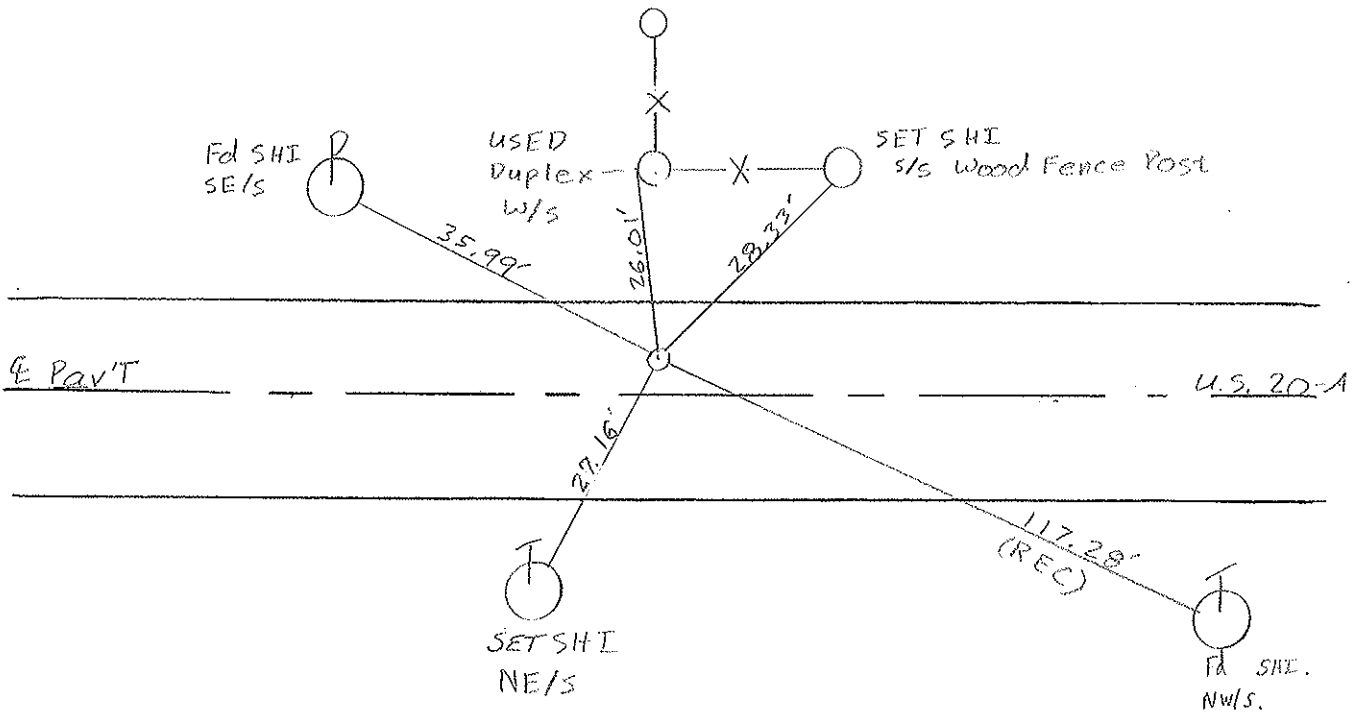 Fd SHI
SE/S
P
USED
Duplex
W/S
X
X
SET SHI
S/S Wood Fence Post
35.99'
26.01'
28.33'
℄ Pav'T
U.S. 20-A
27.16'
117.28'
(REC)
T
SET SHI
NE/S
T
Fd SHI.
NW/S.